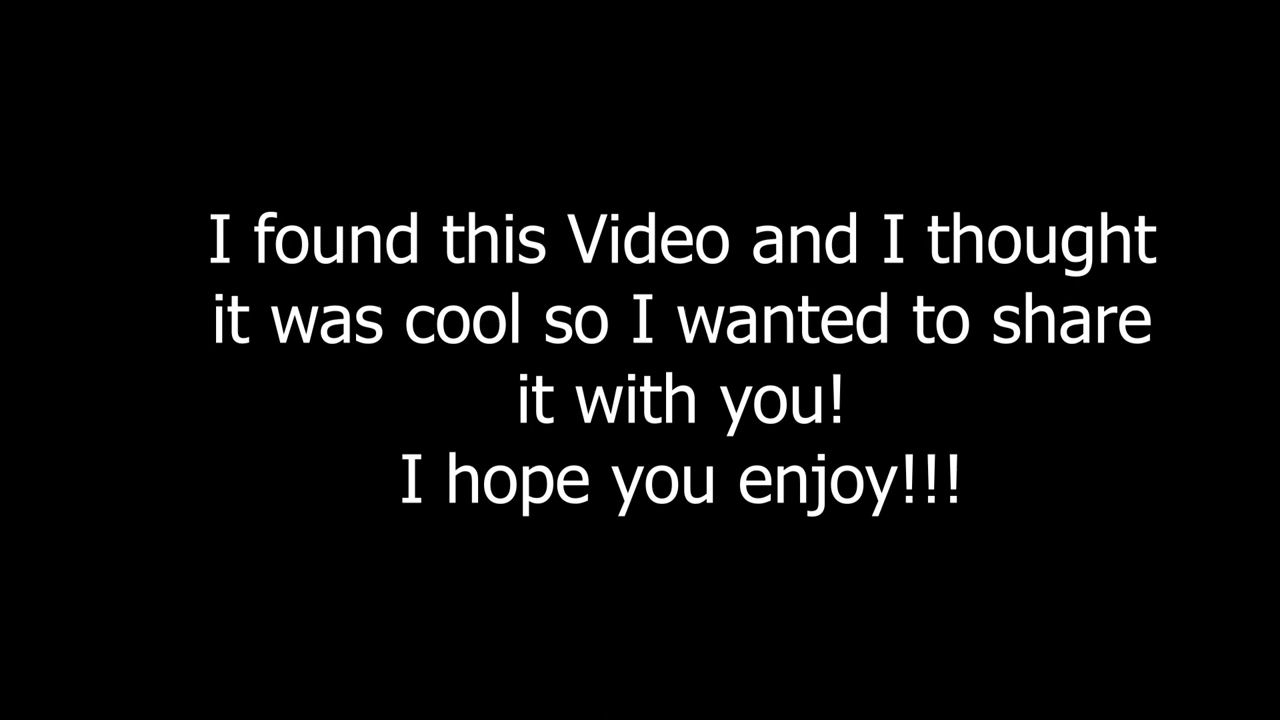 I found this Video and I thought
it was cool so I wanted to share
it with you!
I hope you enjoy!!!